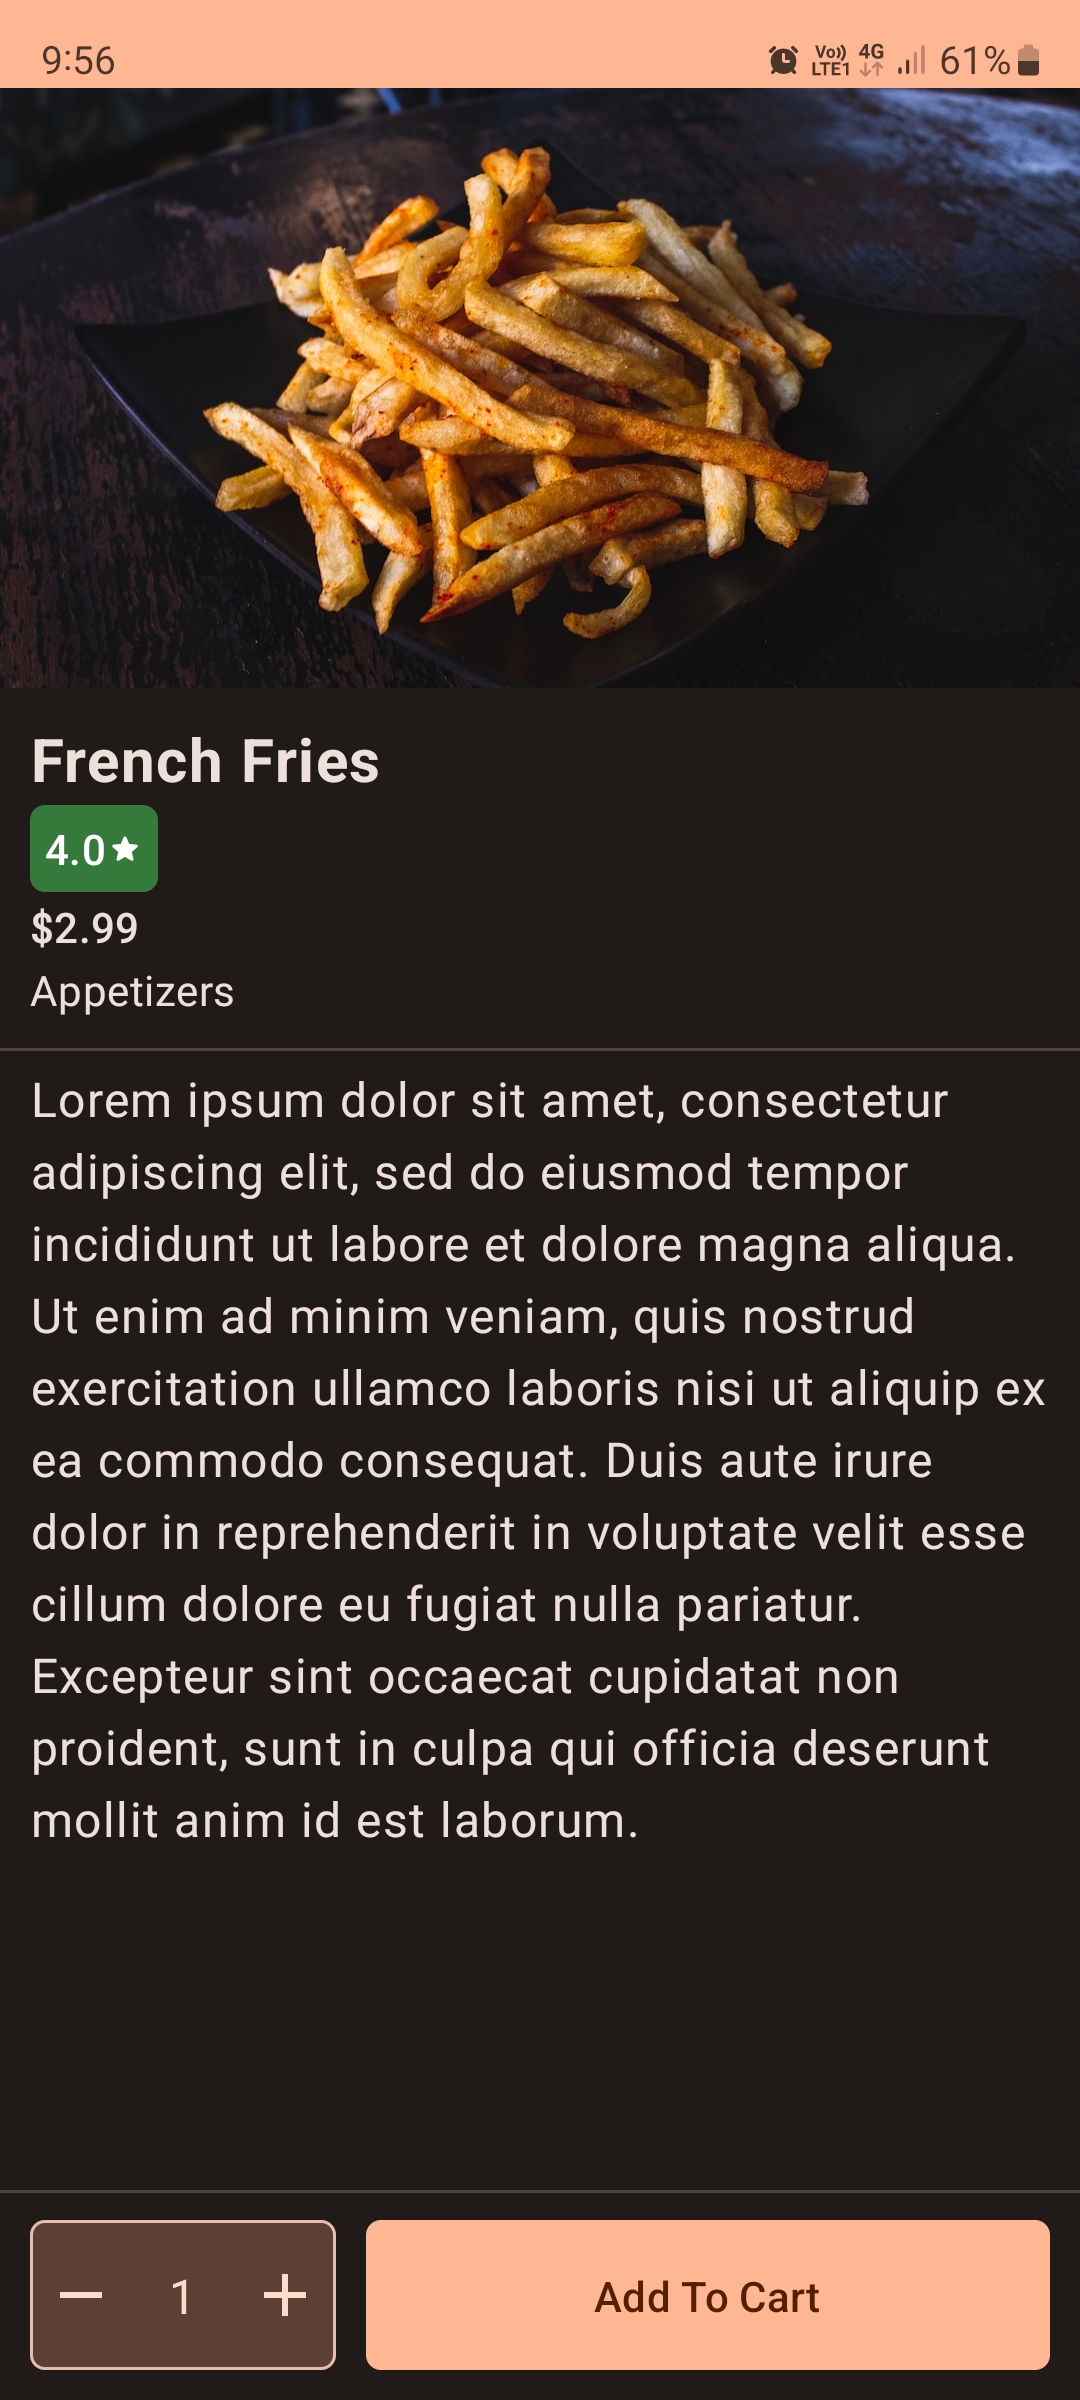 9:56
Vo)) LTE1 4G 61%
French Fries
4.0★
$2.99
Appetizers
Lorem ipsum dolor sit amet, consectetur
adipiscing elit, sed do eiusmod tempor
incididunt ut labore et dolore magna aliqua.
Ut enim ad minim veniam, quis nostrud
exercitation ullamco laboris nisi ut aliquip ex
ea commodo consequat. Duis aute irure
dolor in reprehenderit in voluptate velit esse
cillum dolore eu fugiat nulla pariatur.
Excepteur sint occaecat cupidatat non
proident, sunt in culpa qui officia deserunt
mollit anim id est laborum.
1
Add To Cart